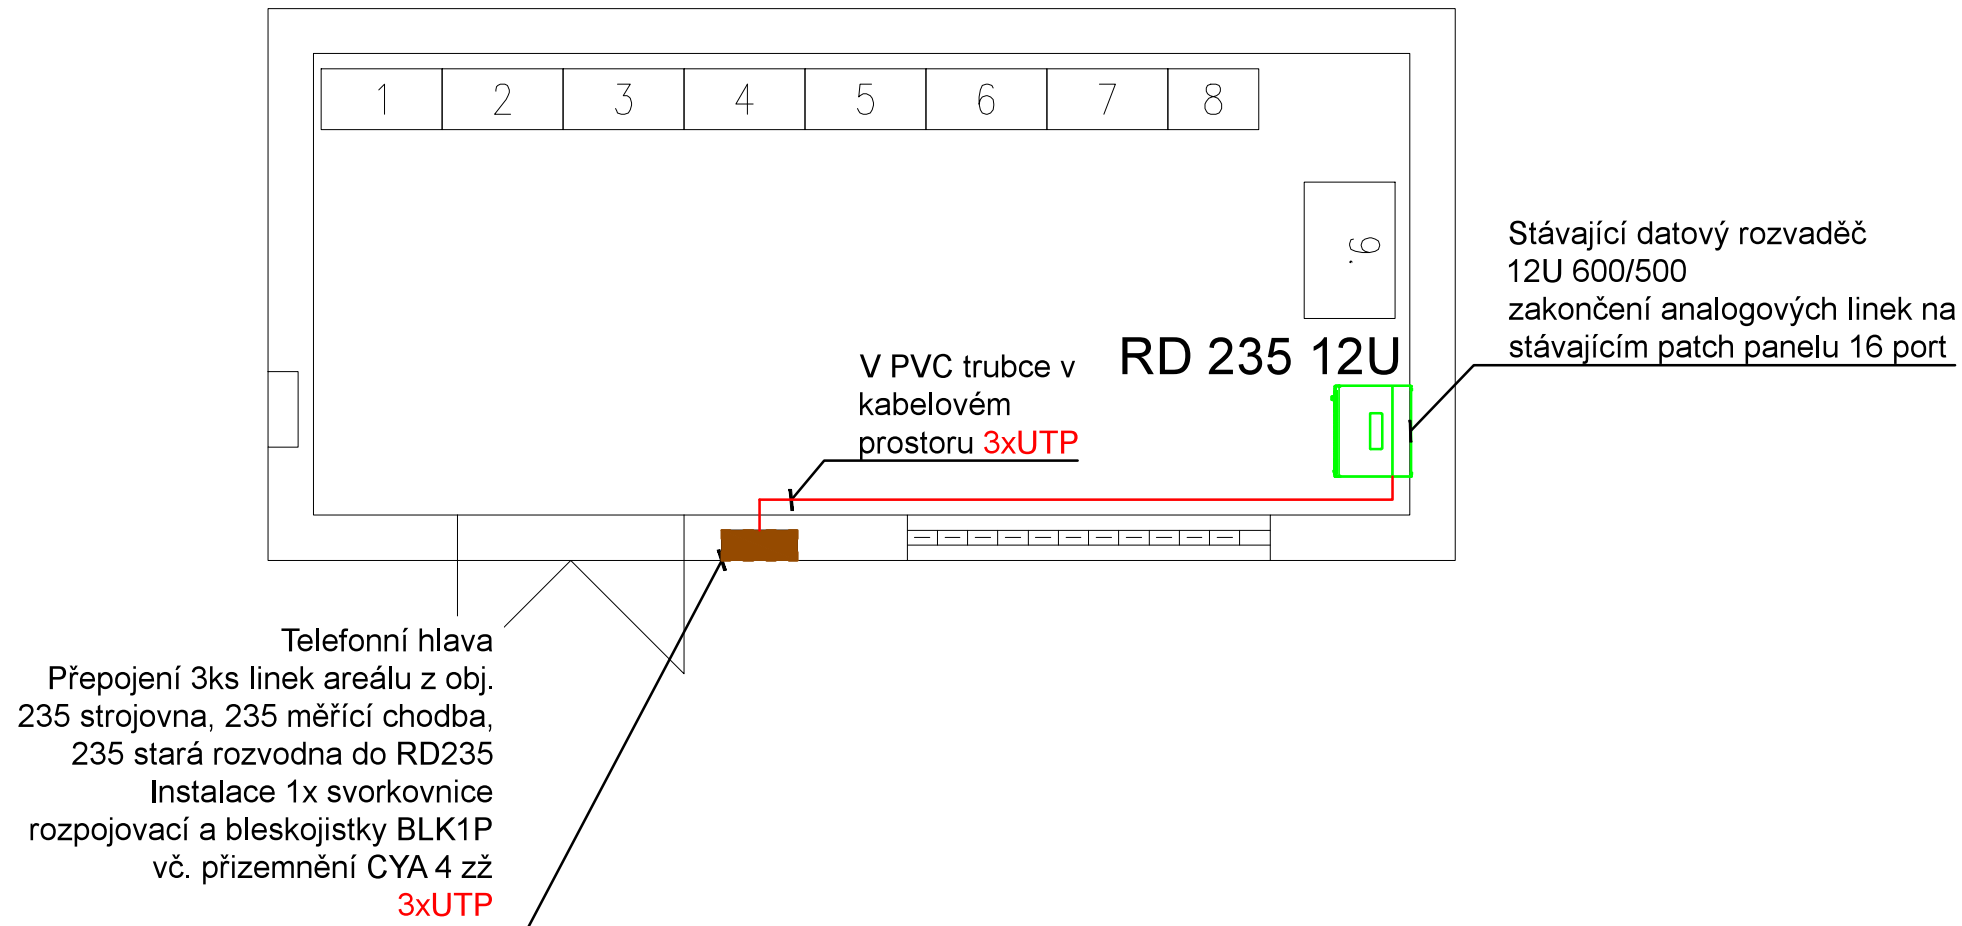 1 2 3 4 5 6 7 8
9.
Stávající datový rozvaděč
12U 600/500
zakončení analogových linek na
stávajícím patch panelu 16 port
RD 235 12U
V PVC trubce v
kabelovém
prostoru 3xUTP
Telefonní hlava
Přepojení 3ks linek areálu z obj.
235 strojovna, 235 měřící chodba,
235 stará rozvodna do RD235
Instalace 1x svorkovnice
rozpojovací a bleskojistky BLK1P
vč. přizemnění CYA 4 zž
3xUTP